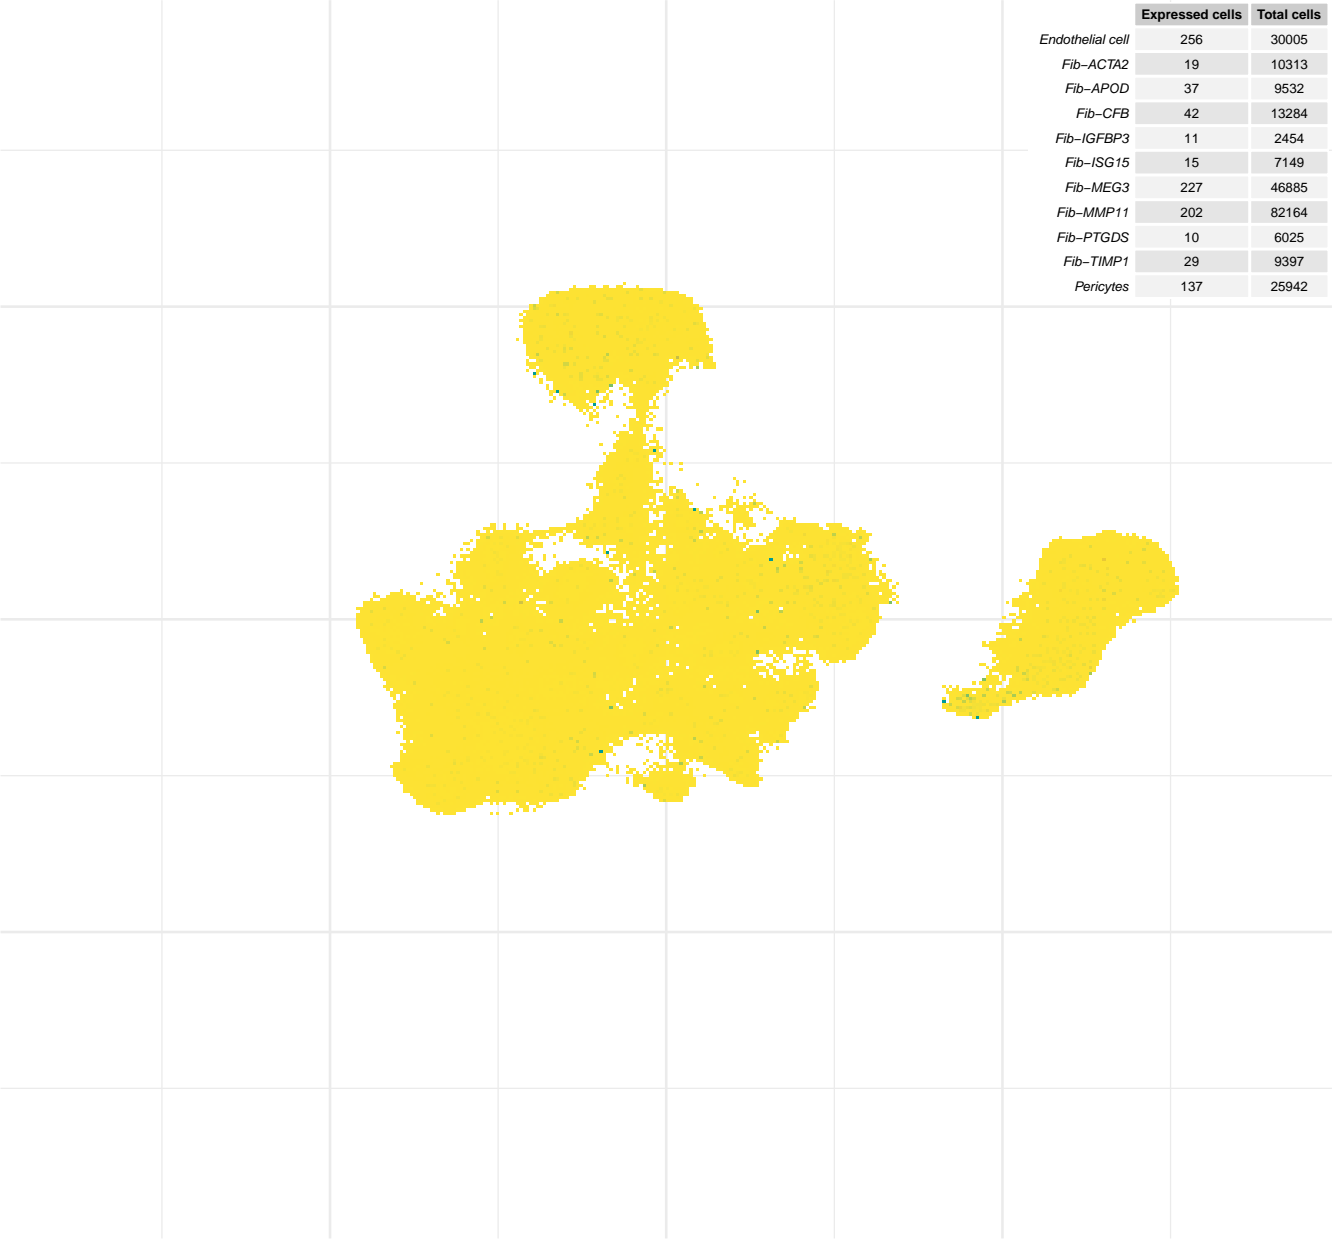 Expressed cells Total cells
Endothelial cell 256 30005
Fib−ACTA2 19 10313
Fib−APOD 37 9532
Fib−CFB 42 13284
Fib−IGFBP3 11 2454
Fib−ISG15 15 7149
Fib−MEG3 227 46885
Fib−MMP11 202 82164
Fib−PTGDS 10 6025
Fib−TIMP1 29 9397
Pericytes 137 25942